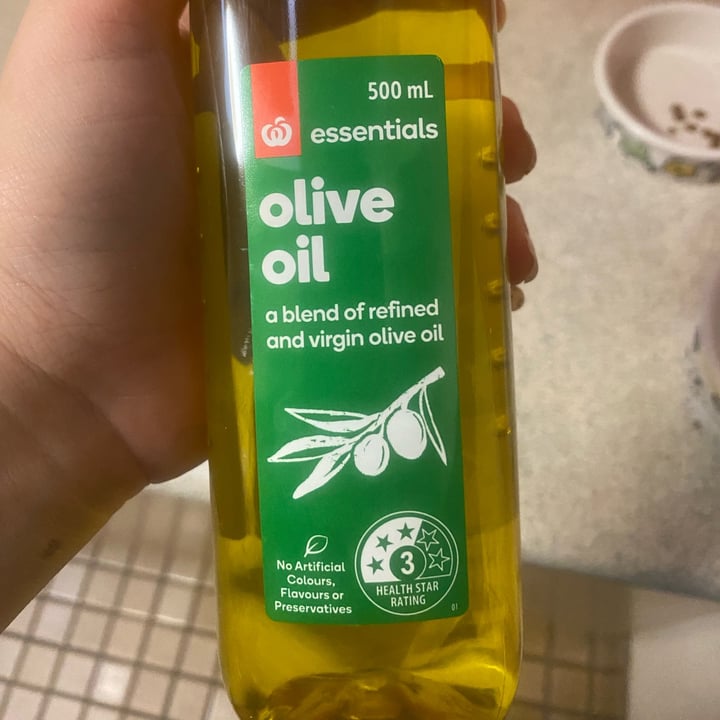 500 mL
essentials
olive
oil
a blend of refined
and virgin olive oil
No Artificial
Colours,
Flavours or
Preservatives
3
HEALTH STAR
RATING
01